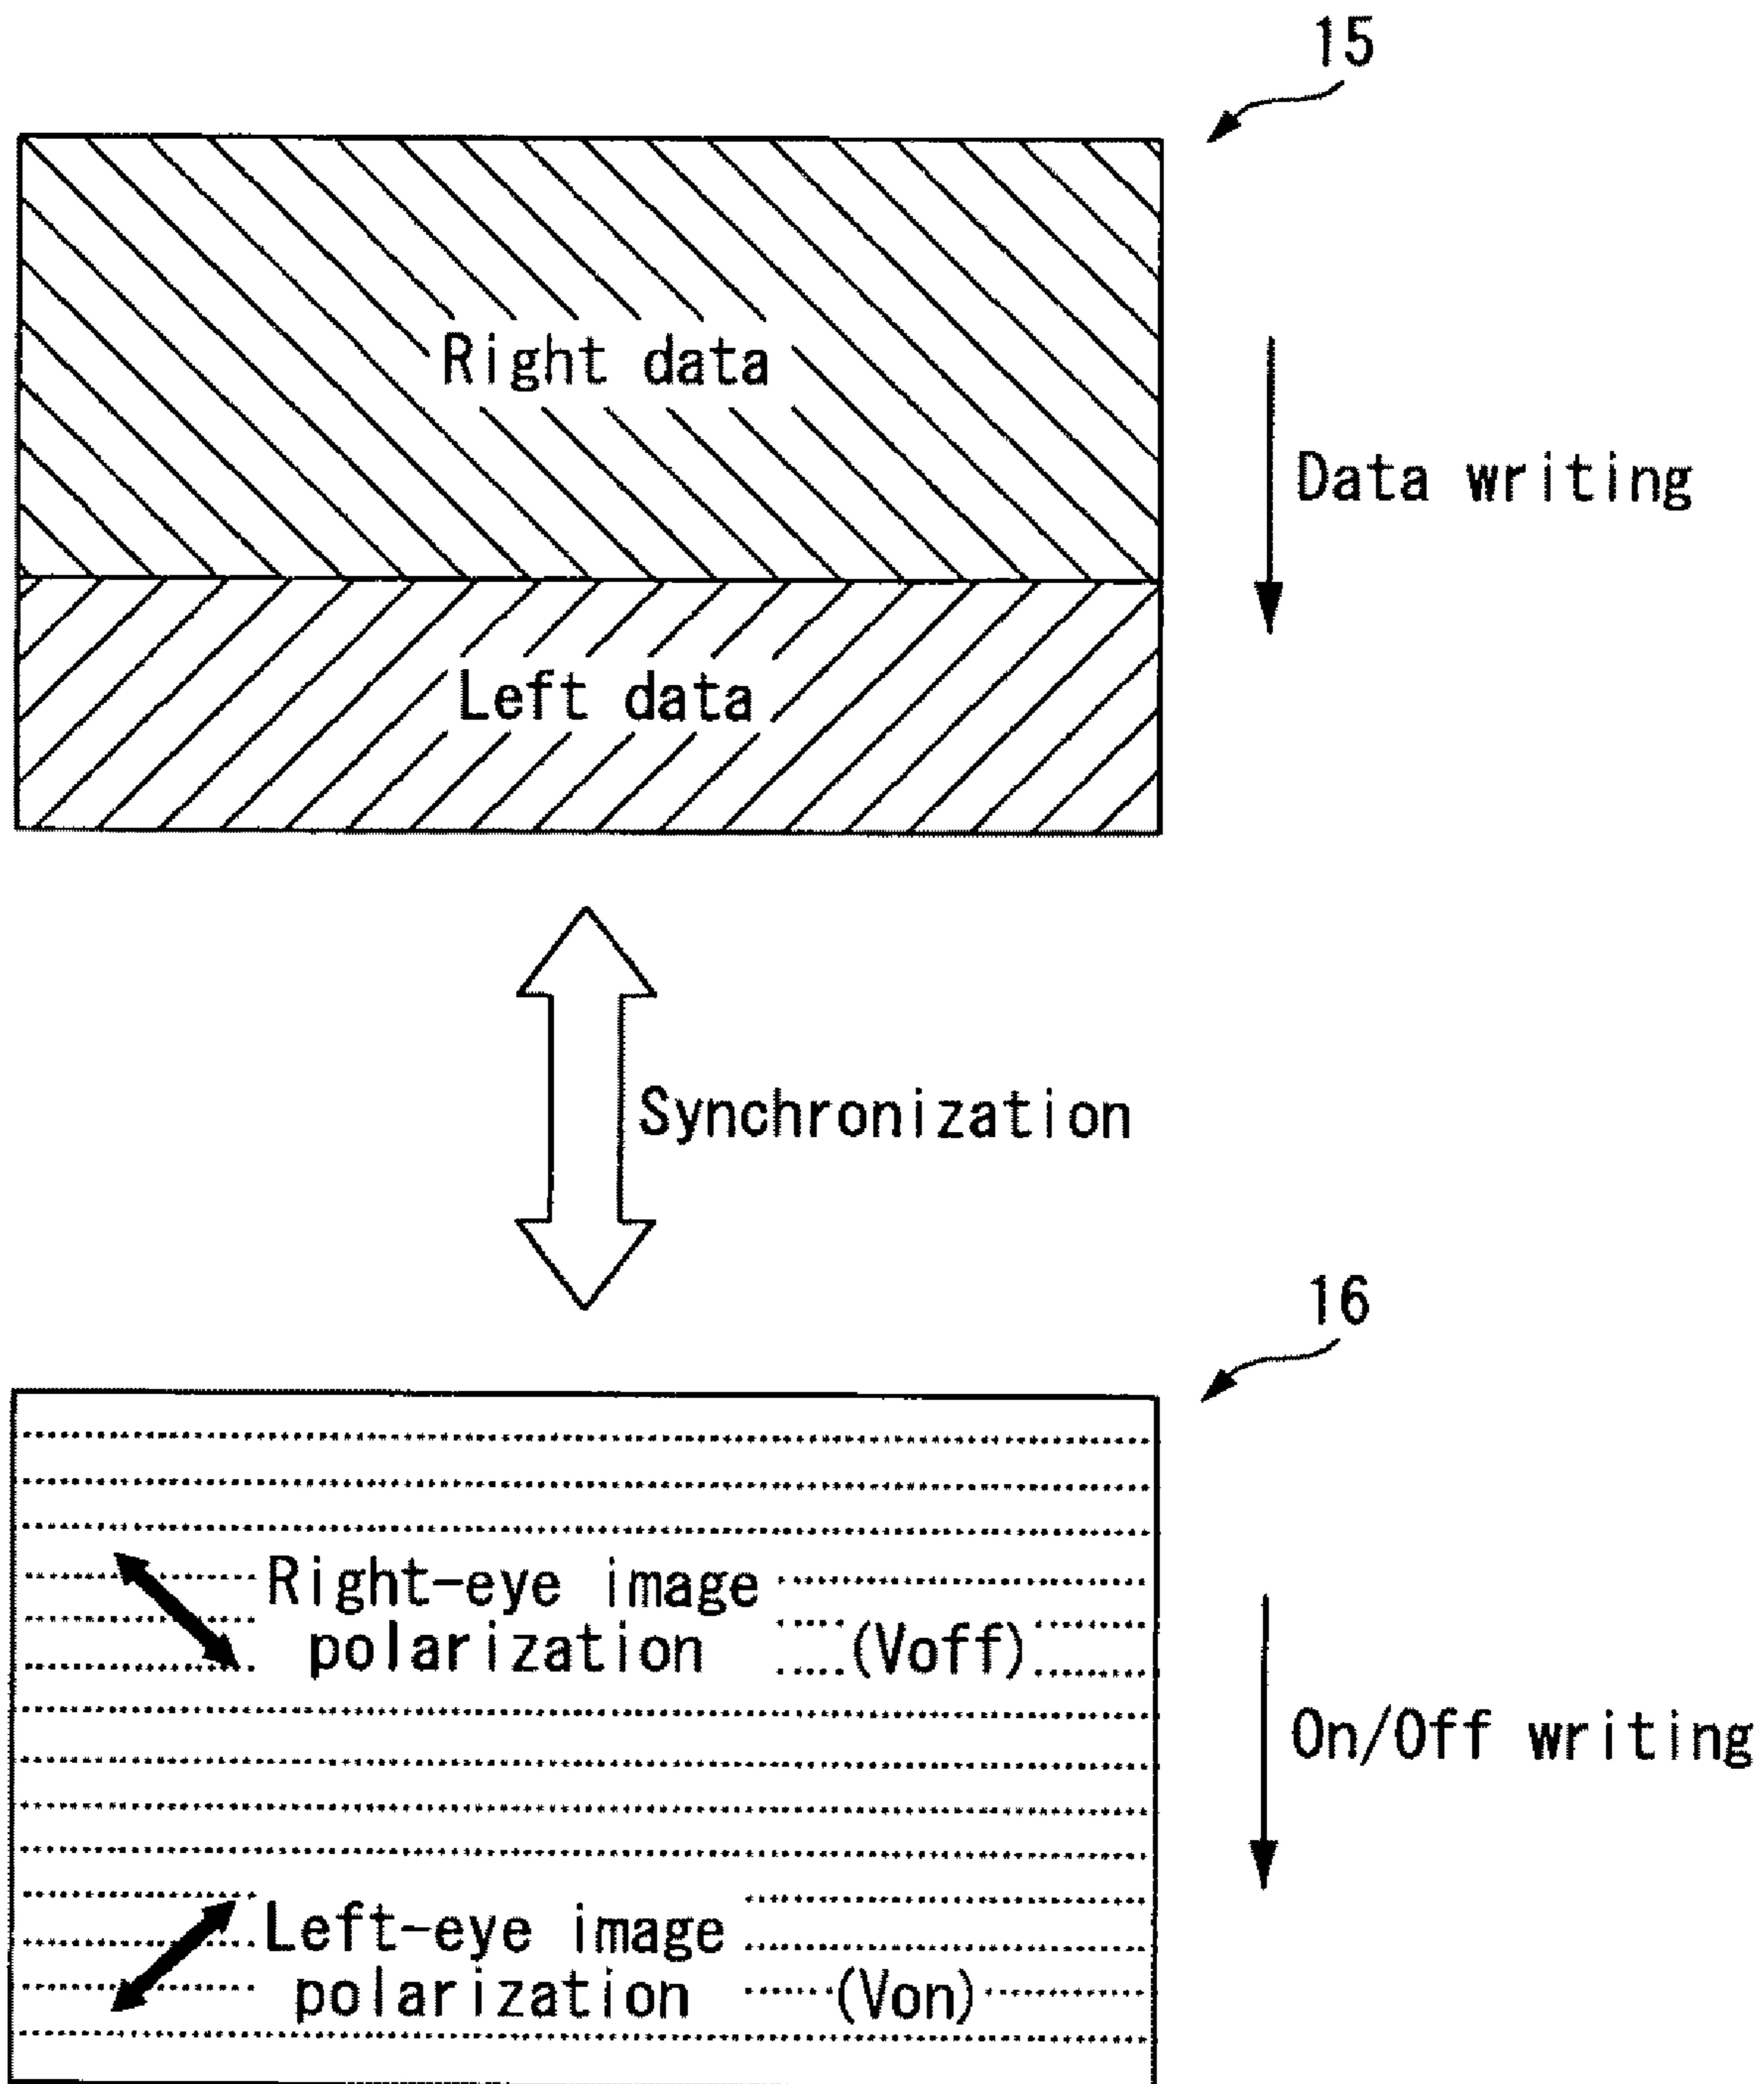 15
Right data
Data writing
Left data
Synchronization
16
Right-eye image
polarization (Voff)
On/Off writing
Left-eye image
polarization (Von)